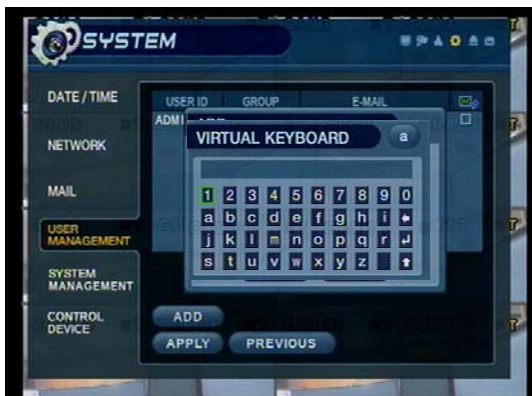 SYSTEM
DATE / TIME
NETWORK
MAIL
USER MANAGEMENT
SYSTEM MANAGEMENT
CONTROL DEVICE
USER ID GROUP E-MAIL
ADMI
VIRTUAL KEYBOARD a
1 2 3 4 5 6 7 8 9 0
a b c d e f g h i
j k l m n o p q r
s t u v w x y z
ADD
APPLY PREVIOUS